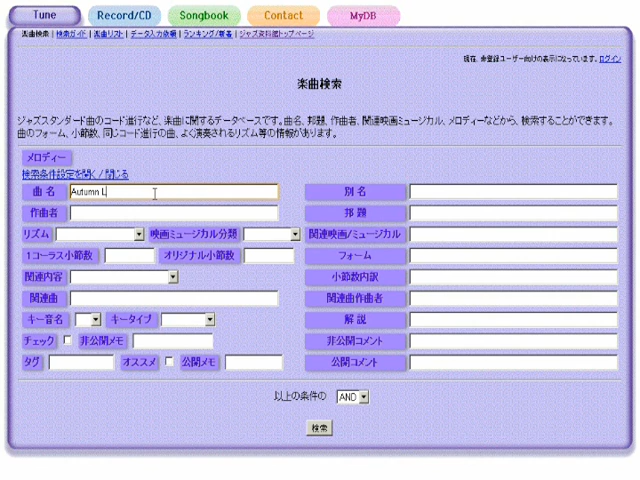 Tune Record/CD Songbook Contact MyDB
楽曲検索 | 検索ガイド | 楽曲リスト | データ入力依頼 | ランキング/新着 | ジャズ資料館トップページ
現在、未登録ユーザー向けの表示になっています。ログイン
楽曲検索
ジャズスタンダード曲のコード進行など、楽曲に関するデータベースです。曲名、邦題、作曲者、関連映画ミュージカル、メロディーなどから、検索することができます。
曲のフォーム、小節数、同じコード進行の曲、よく演奏されるリズム等の情報があります。
メロディー
検索条件設定を開く / 閉じる
曲 名 Autumn L 別 名
作曲者 邦 題
リズム 映画ミュージカル分類 関連映画/ミュージカル
1コーラス小節数 オリジナル小節数 フォーム
関連内容 小節数内訳
関連曲 関連曲作曲者
キー音名 キータイプ 解 説
チェック 非公開メモ 非公開コメント
タグ オススメ 公開メモ 公開コメント
以上の条件の AND
検索